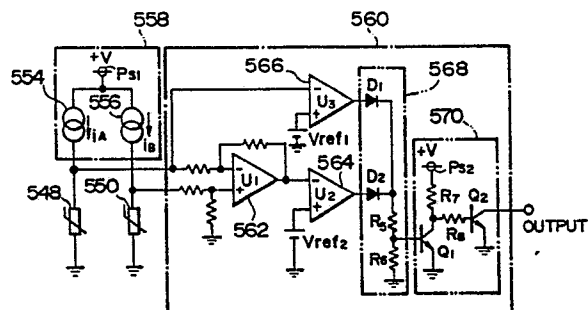 558
560
554
+V
PS1
556
iA
iB
566
−
+
U3
D1
568
Vref1
570
+V
PS2
−
+
U1
562
−
+
U2
564
D2
R7
Q2
548
550
R5
R8
OUTPUT
Vref2
R6
Q1